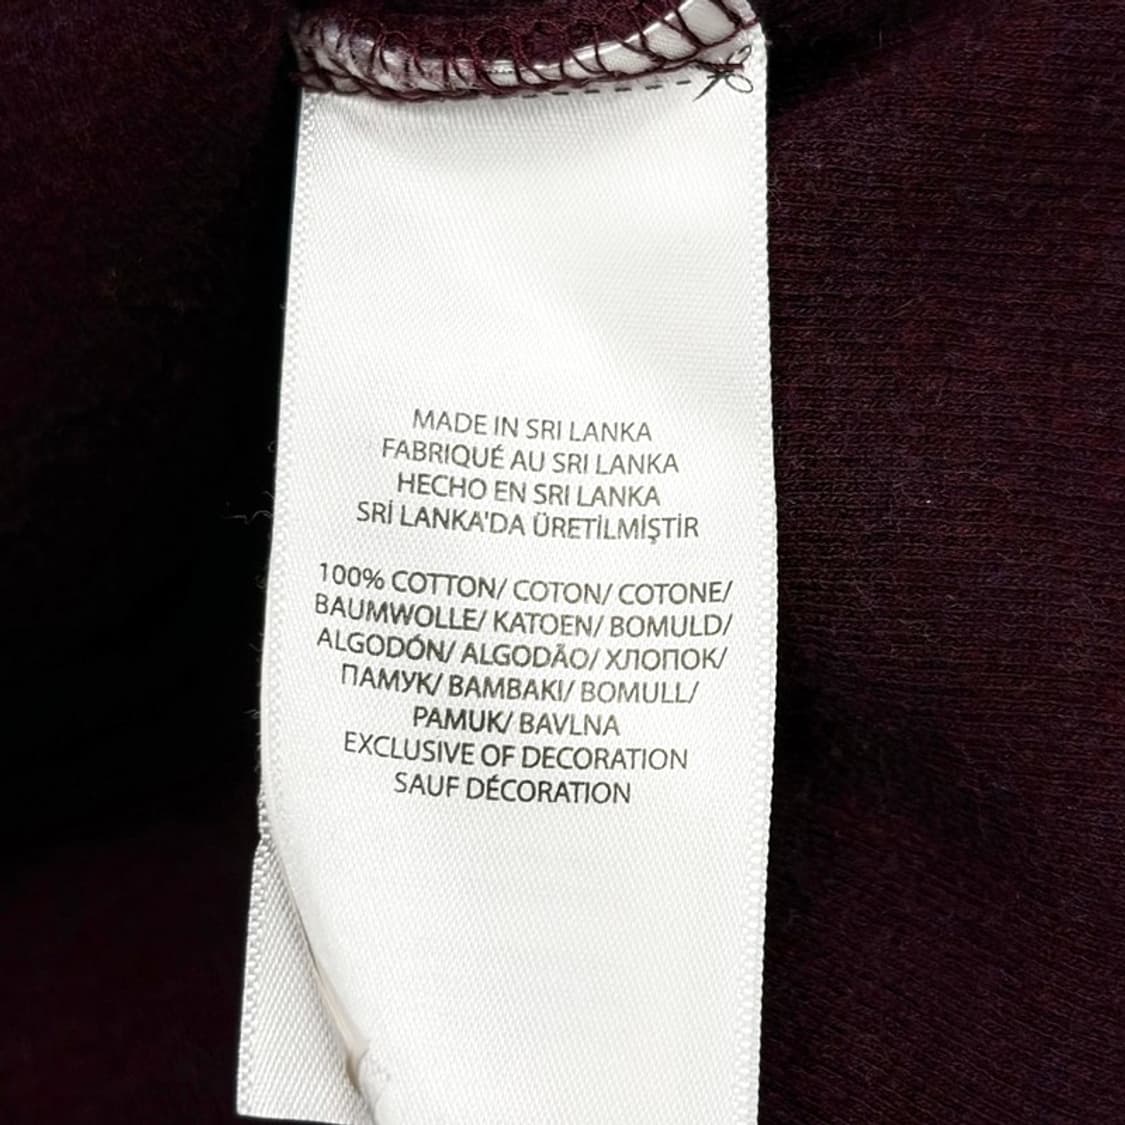 MADE IN SRI LANKA
FABRIQUÉ AU SRI LANKA
HECHO EN SRI LANKA
SRİ LANKA'DA ÜRETİLMİŞTİR
100% COTTON/ COTON/ COTONE/
BAUMWOLLE/ KATOEN/ BOMULD/
ALGODÓN/ ALGODÃO/ ХЛОПОК/
ПАМУК/ BAMBAKI/ BOMULL/
PAMUK/ BAVLNA
EXCLUSIVE OF DECORATION
SAUF DÉCORATION